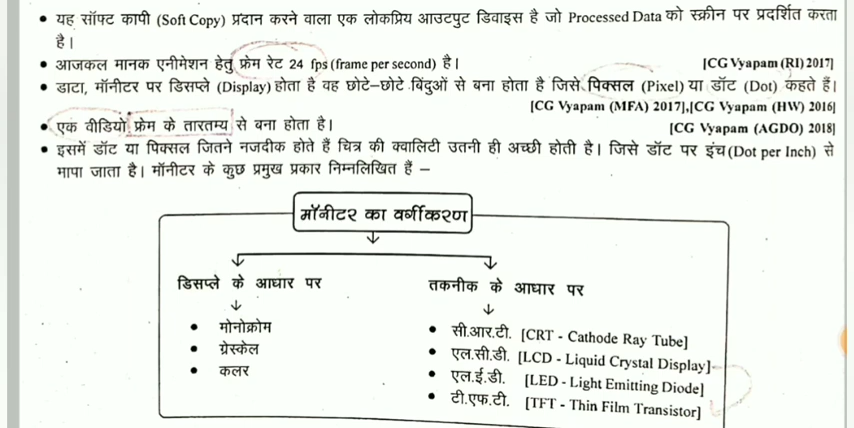 • यह सॉफ्ट कापी (Soft Copy) प्रदान करने वाला एक लोकप्रिय आउटपुट डिवाइस है जो Processed Data को स्क्रीन पर प्रदर्शित करता
है।
• आजकल मानक एनीमेशन हेतु फ्रेम रेट 24 fps (frame per second) है। [CG Vyapam (RI) 2017]
• डाटा, मॉनीटर पर डिसप्ले (Display) होता है वह छोटे–छोटे बिंदुओं से बना होता है जिसे पिक्सल (Pixel) या डॉट (Dot) कहते हैं।
[CG Vyapam (MFA) 2017],[CG Vyapam (HW) 2016]
• एक वीडियो फ्रेम के तारतम्य से बना होता है। [CG Vyapam (AGDO) 2018]
• इसमें डॉट या पिक्सल जितने नजदीक होते हैं चित्र की क्वालिटी उतनी ही अच्छी होती है। जिसे डॉट पर इंच (Dot per Inch) से
मापा जाता है। मॉनीटर के कुछ प्रमुख प्रकार निम्नलिखित हैं –
मॉनीटर का वर्गीकरण
डिसप्ले के आधार पर
• मोनोक्रोम
• ग्रेस्केल
• कलर
तकनीक के आधार पर
• सी.आर.टी. [CRT - Cathode Ray Tube]
• एल.सी.डी. [LCD - Liquid Crystal Display]
• एल.ई.डी. [LED - Light Emitting Diode]
• टी.एफ.टी. [TFT - Thin Film Transistor]